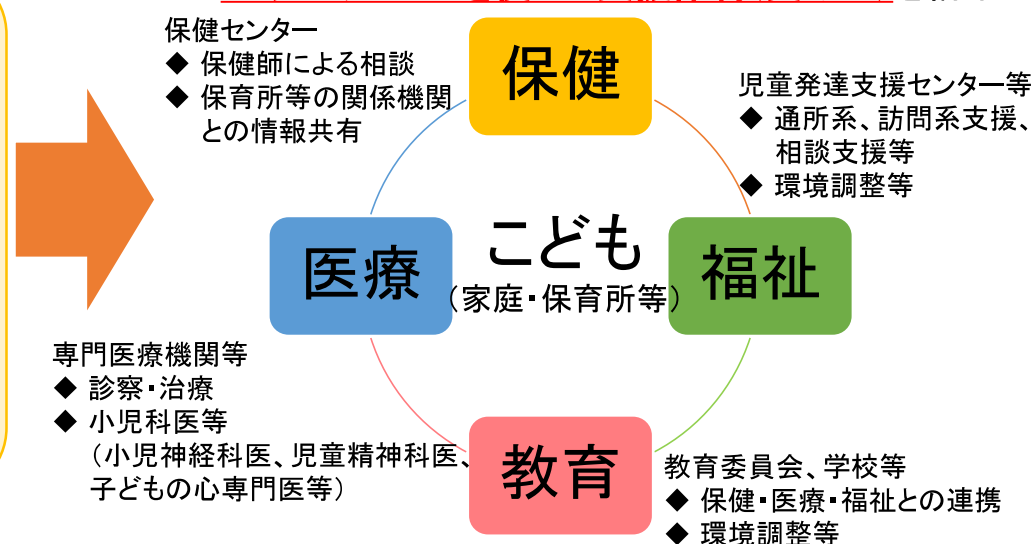 保健センター
◆ 保健師による相談
◆ 保育所等の関係機関
との情報共有
保健
児童発達支援センター等
◆ 通所系、訪問系支援、
相談支援等
◆ 環境調整等
医療
こども
（家庭・保育所等）
福祉
専門医療機関等
◆ 診察・治療
◆ 小児科医等
（小児神経科医、児童精神科医、
子どもの心専門医等）
教育
教育委員会、学校等
◆ 保健・医療・福祉との連携
◆ 環境調整等